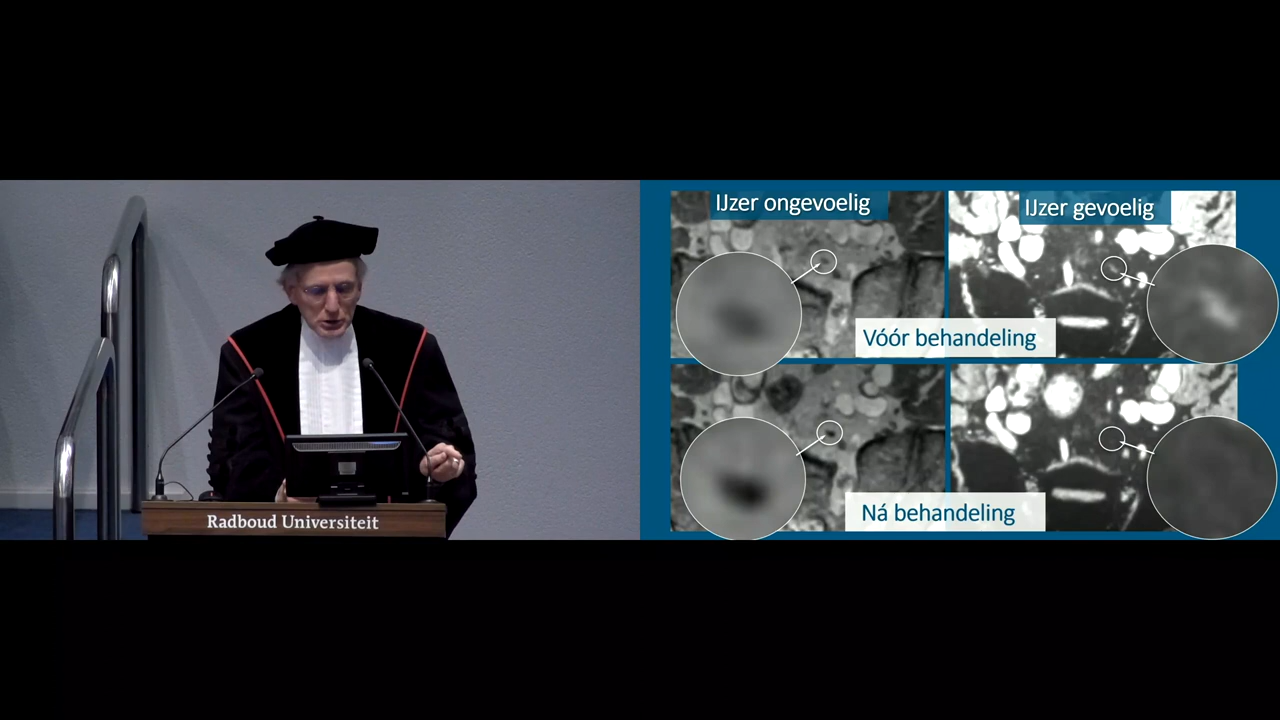 Radboud Universiteit
IJzer ongevoelig
IJzer gevoelig
Vóór behandeling
Ná behandeling